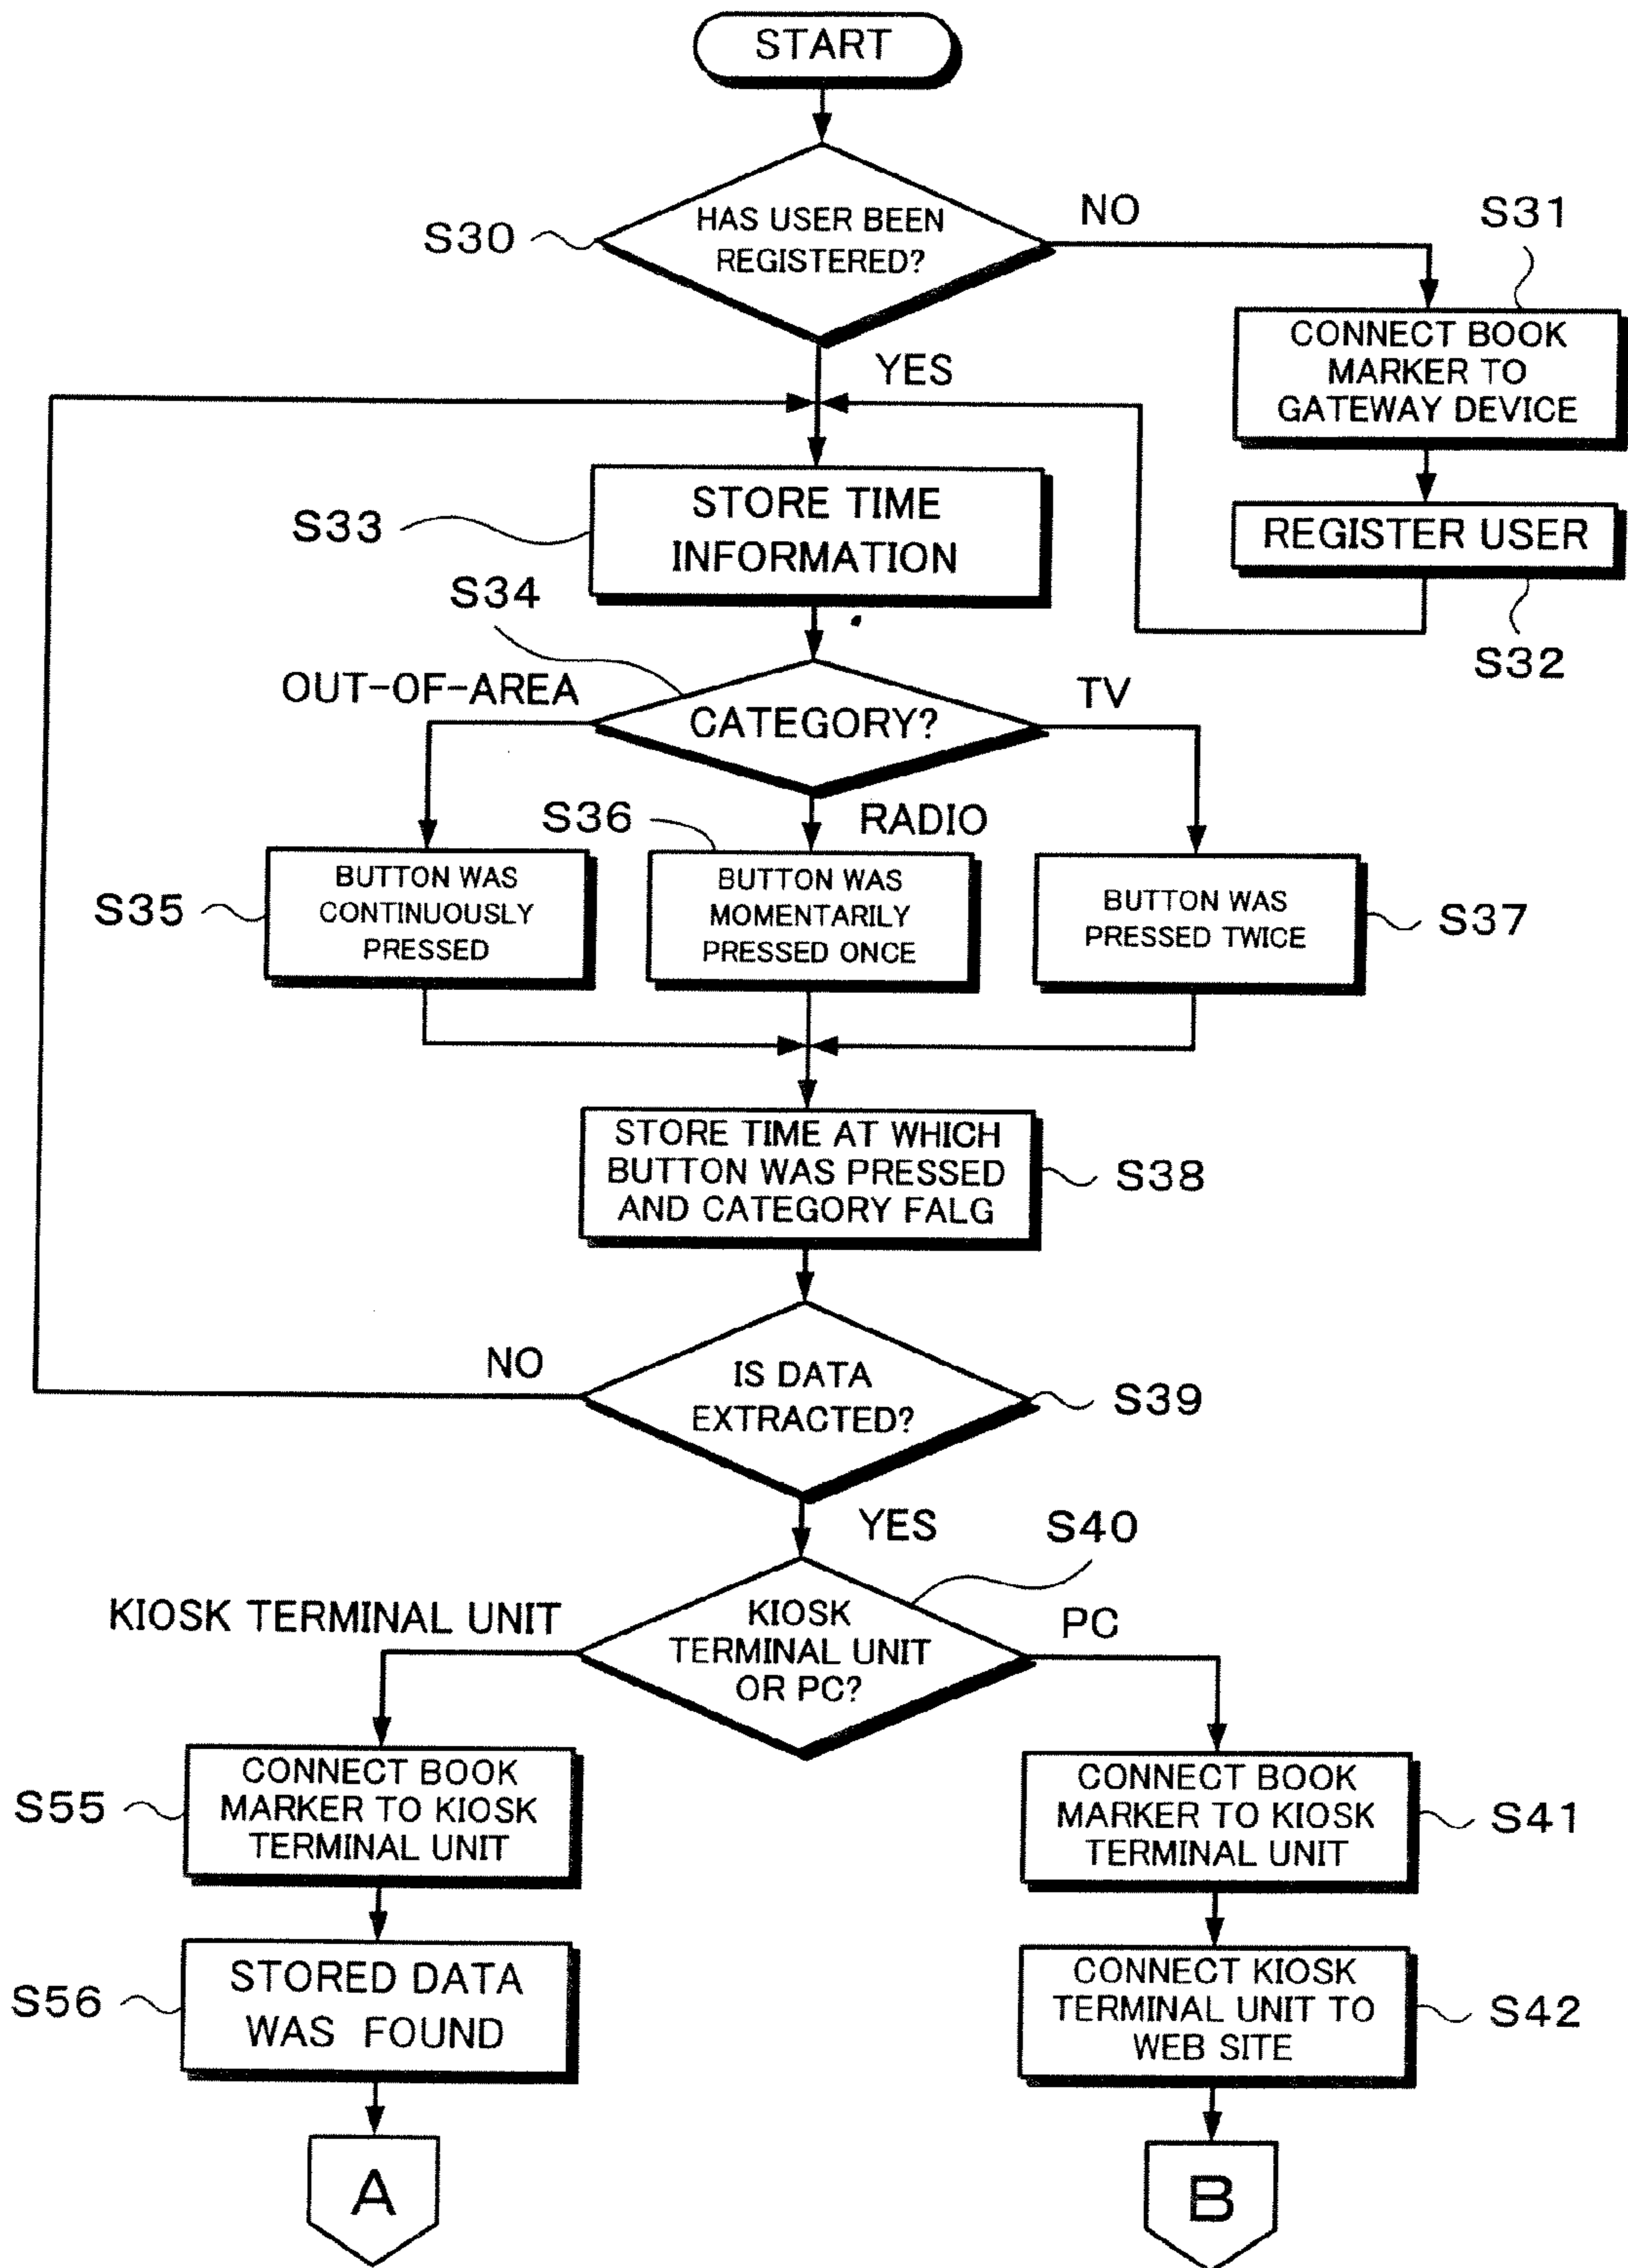 START
S30
HAS USER BEEN
REGISTERED?
NO
S31
CONNECT BOOK
MARKER TO
GATEWAY DEVICE
YES
REGISTER USER
S32
S33
STORE TIME
INFORMATION
S34
OUT-OF-AREA
CATEGORY?
TV
S36
RADIO
S35
BUTTON WAS
CONTINUOUSLY
PRESSED
BUTTON WAS
MOMENTARILY
PRESSED ONCE
BUTTON WAS
PRESSED TWICE
S37
STORE TIME AT WHICH
BUTTON WAS PRESSED
AND CATEGORY FALG
S38
NO
IS DATA
EXTRACTED?
S39
YES
S40
KIOSK TERMINAL UNIT
KIOSK
TERMINAL UNIT
OR PC?
PC
S55
CONNECT BOOK
MARKER TO KIOSK
TERMINAL UNIT
CONNECT BOOK
MARKER TO KIOSK
TERMINAL UNIT
S41
S56
STORED DATA
WAS FOUND
CONNECT KIOSK
TERMINAL UNIT TO
WEB SITE
S42
A
B